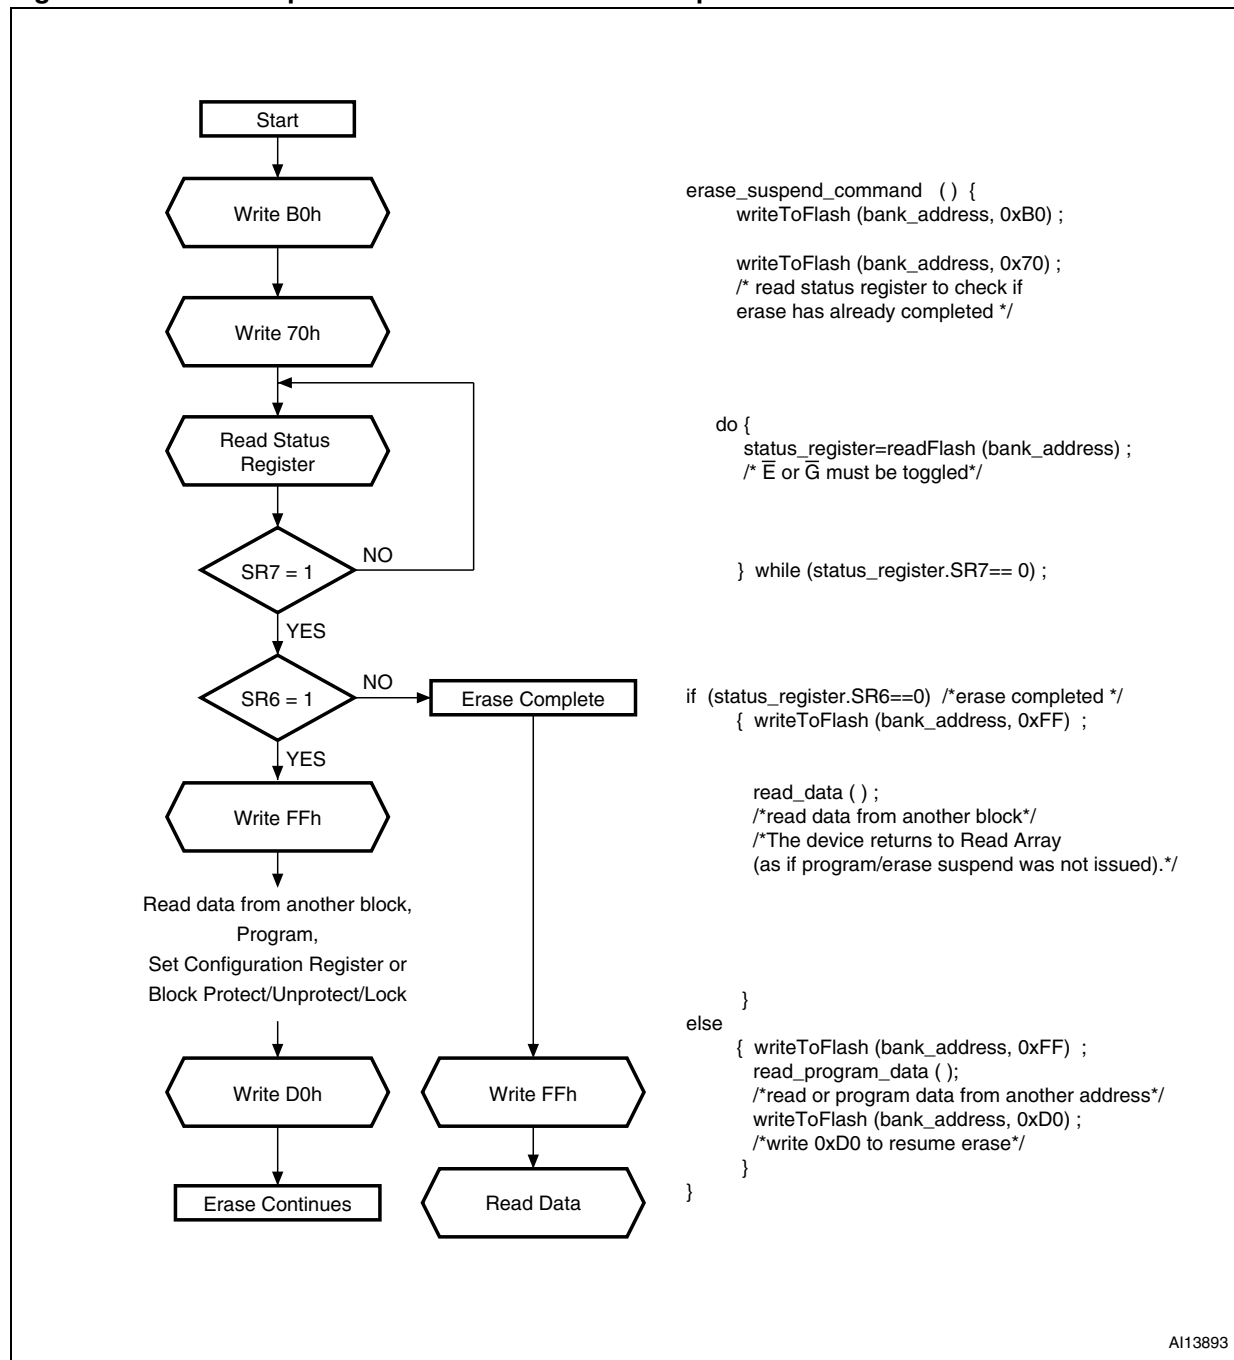 Start
Write B0h
Write 70h
Read Status
Register
SR7 = 1
NO
YES
SR6 = 1
NO
Erase Complete
YES
Write FFh
Read data from another block,
Program,
Set Configuration Register or
Block Protect/Unprotect/Lock
Write D0h
Write FFh
Erase Continues
Read Data
erase_suspend_command ( ) {
writeToFlash (bank_address, 0xB0) ;
writeToFlash (bank_address, 0x70) ;
/* read status register to check if
erase has already completed */
do {
status_register=readFlash (bank_address) ;
/* E̅ or G̅ must be toggled*/
} while (status_register.SR7== 0) ;
if (status_register.SR6==0) /*erase completed */
{ writeToFlash (bank_address, 0xFF) ;
read_data ( ) ;
/*read data from another block*/
/*The device returns to Read Array
(as if program/erase suspend was not issued).*/
}
else
{ writeToFlash (bank_address, 0xFF) ;
read_program_data ( );
/*read or program data from another address*/
writeToFlash (bank_address, 0xD0) ;
/*write 0xD0 to resume erase*/
}
}
AI13893